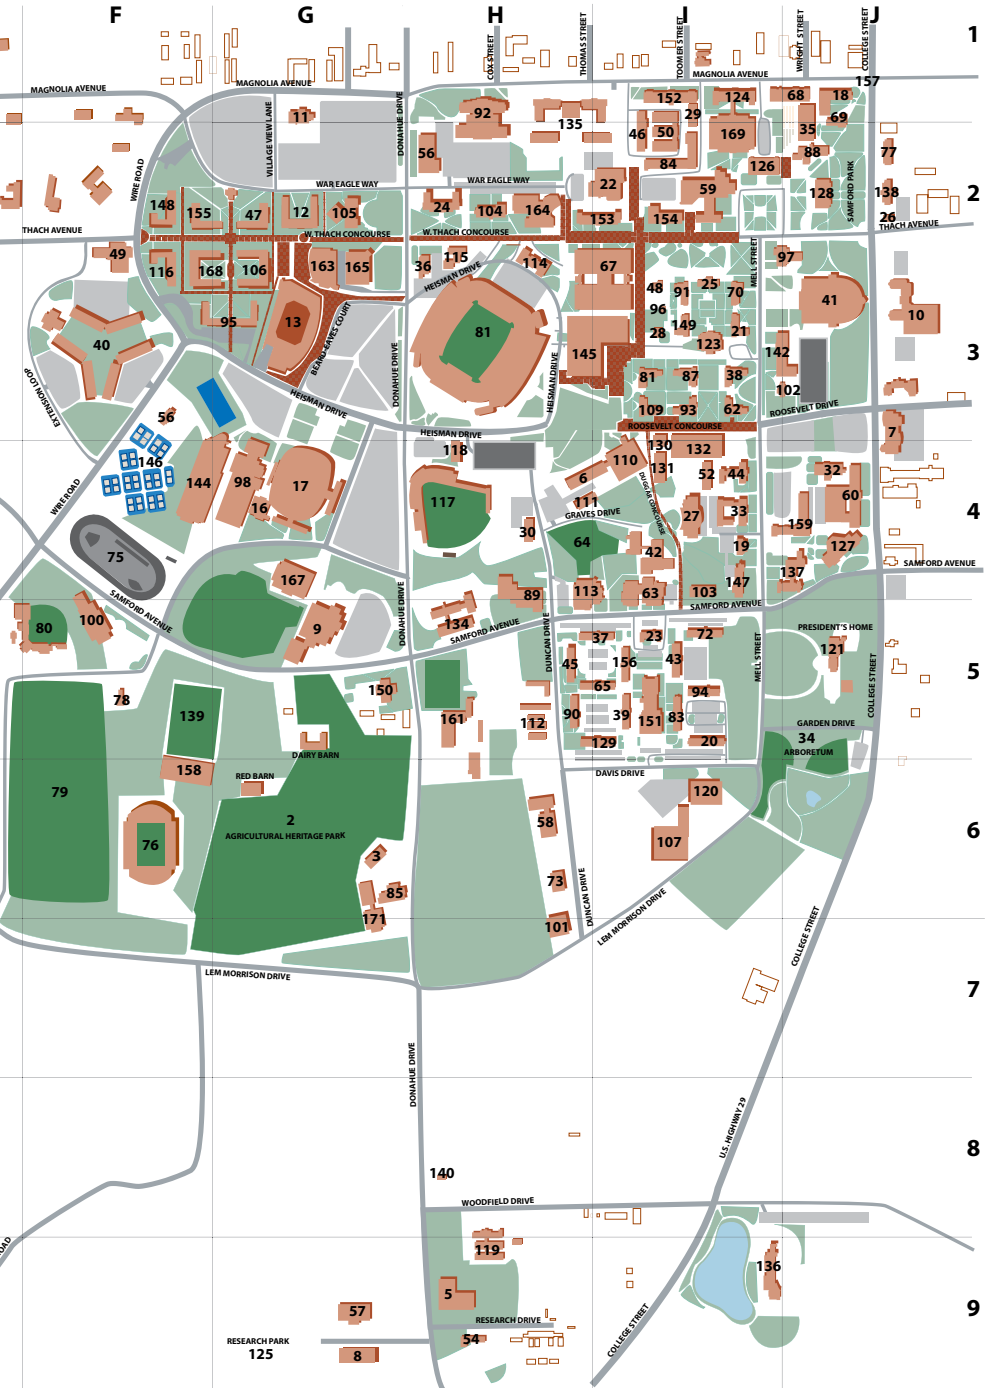 F G H I J
1
COX STREET
THOMAS STREET
TOOMER STREET
WRIGHT STREET
COLLEGE STREET
MAGNOLIA AVENUE
MAGNOLIA AVENUE
MAGNOLIA AVENUE
157
11
92
135
152
29
124
68
18
69
35
46
50
169
84
88
126
77
VILLAGE VIEW LANE
DONAHUE DRIVE
WIRE ROAD
56
22
59
128
SAMFORD PARK
138
2
WAR EAGLE WAY
WAR EAGLE WAY
148
155
47
12
105
24
104
164
153
154
26
THACH AVENUE
W. THACH CONCOURSE
W. THACH CONCOURSE
THACH AVENUE
49
116
168
106
163
165
36
115
HEISMAN DRIVE
114
67
48
91
25
70
MELL STREET
97
41
10
95
13
BEARD-EAVES COURT
81
96
28
149
123
21
40
145
142
3
DONAHUE DRIVE
HEISMAN DRIVE
81
87
38
102
EXTENSION LOOP
HEISMAN DRIVE
109
93
62
ROOSEVELT DRIVE
56
ROOSEVELT CONCOURSE
HEISMAN DRIVE
118
130
132
7
146
144
98
17
16
117
110
6
111
131
52
44
32
60
WIRE ROAD
GRAVES DRIVE
DUGGAR CONCOURSE
27
33
159
4
75
30
64
42
19
127
SAMFORD AVENUE
167
89
113
63
103
147
137
SAMFORD AVENUE
SAMFORD AVENUE
80
100
9
DONAHUE DRIVE
134
SAMFORD AVENUE
DUNCAN DRIVE
37
23
72
MELL STREET
PRESIDENT'S HOME
121
45
156
43
5
78
139
150
161
112
65
94
90
39
151
83
COLLEGE STREET
129
20
GARDEN DRIVE
34
ARBORETUM
DAIRY BARN
158
RED BARN
DAVIS DRIVE
79
2
AGRICULTURAL HERITAGE PARK
120
58
107
6
76
3
85
73
171
101
DUNCAN DRIVE
LEM MORRISON DRIVE
COLLEGE STREET
LEM MORRISON DRIVE
7
DONAHUE DRIVE
U.S. HIGHWAY 29
8
140
WOODFIELD DRIVE
OAD
119
136
5
57
9
RESEARCH DRIVE
RESEARCH PARK
125
8
54
COLLEGE STREET